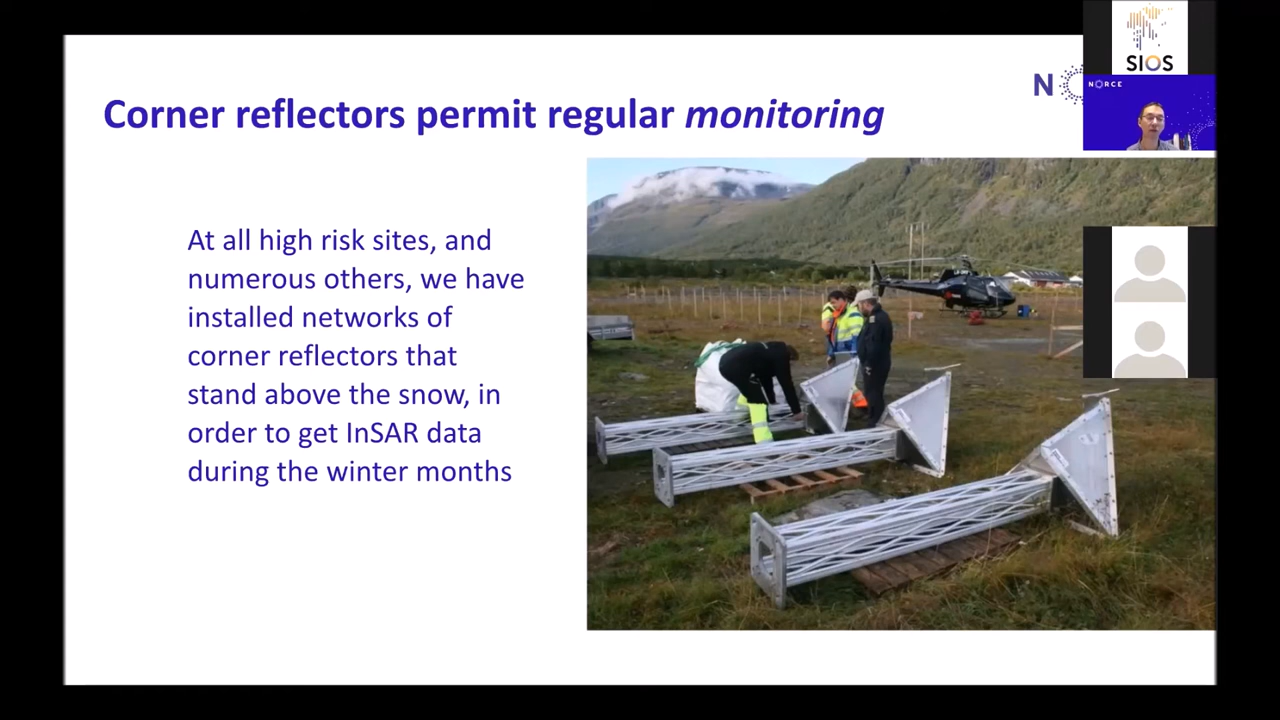 SIOS
N
NORCE
Corner reflectors permit regular monitoring
At all high risk sites, and
numerous others, we have
installed networks of
corner reflectors that
stand above the snow, in
order to get InSAR data
during the winter months